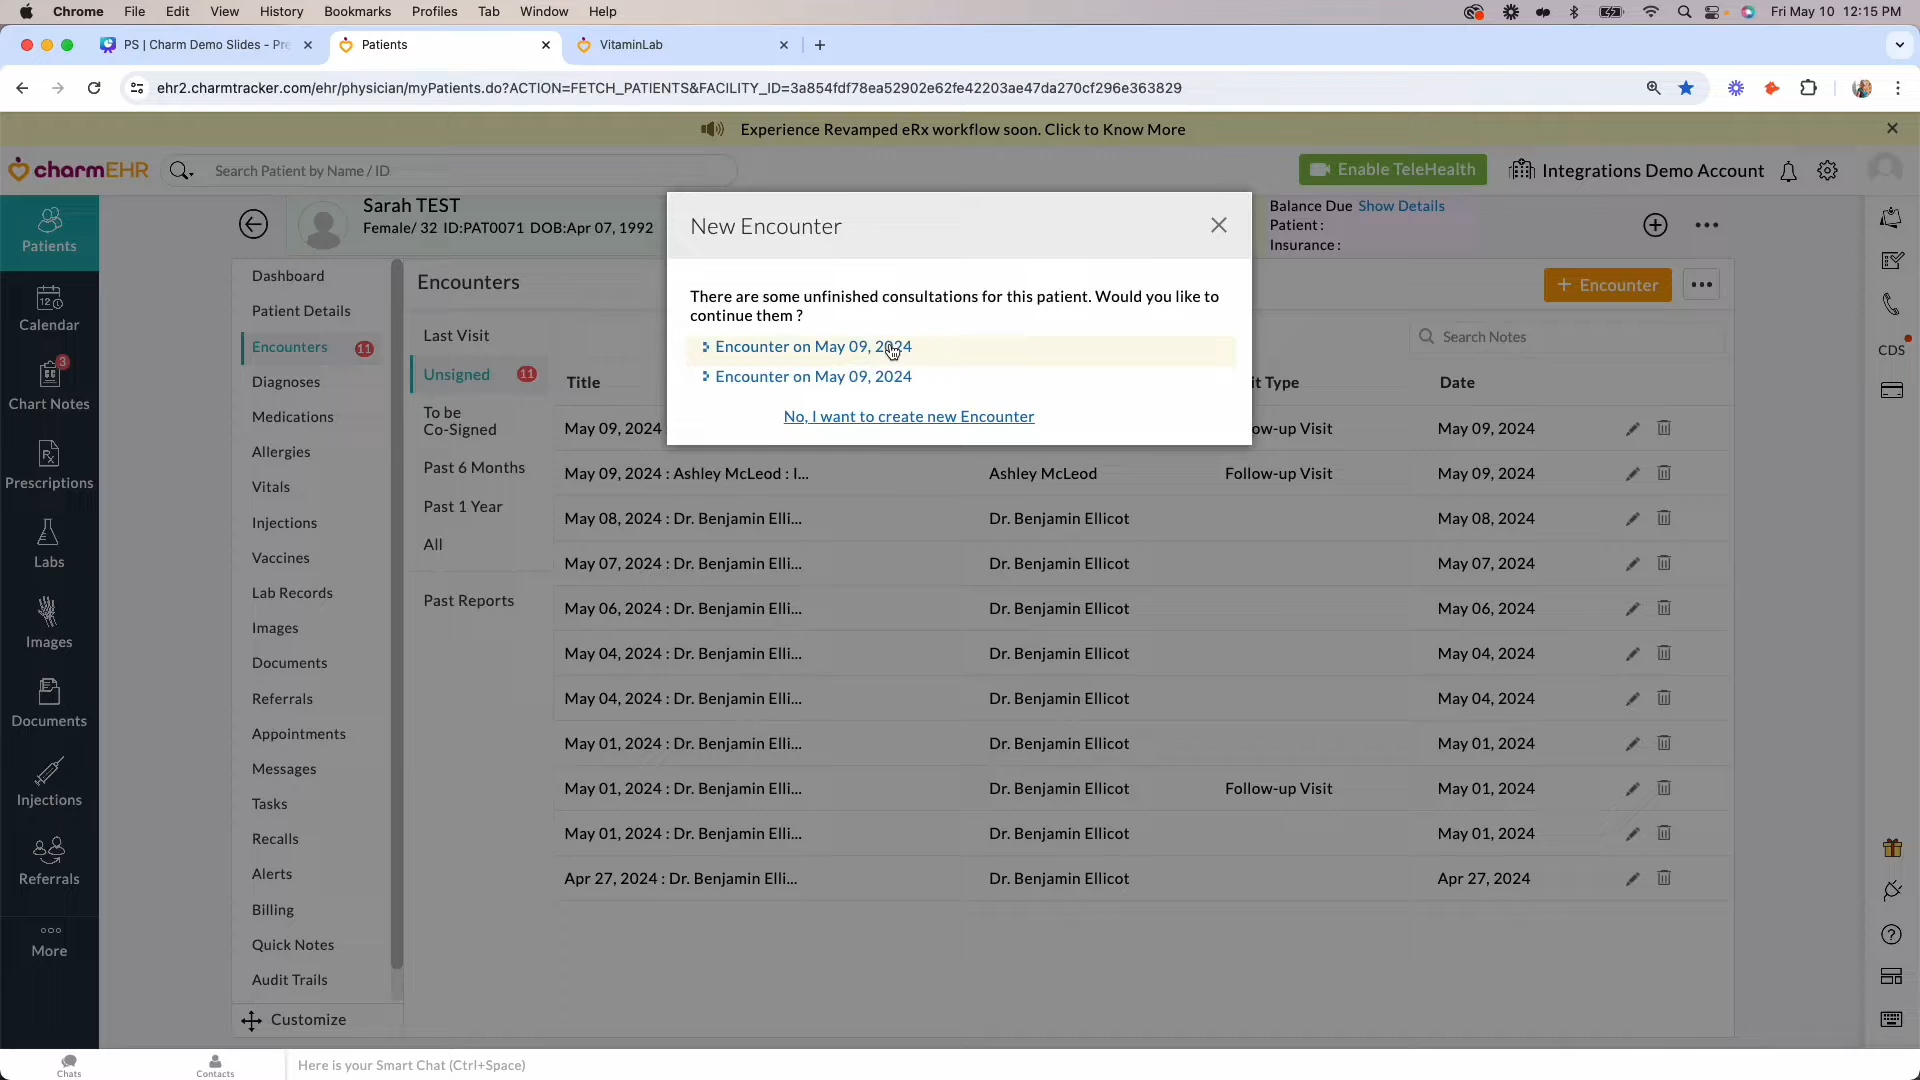 Chrome File Edit View History Bookmarks Profiles Tab Window Help Fri May 10 12:15 PM
PS | Charm Demo Slides - Pre Patients VitaminLab
ehr2.charmtracker.com/ehr/physician/myPatients.do?ACTION=FETCH_PATIENTS&FACILITY_ID=3a854fdf78ea52902e62fe42203ae47da270cf296e363829
Experience Revamped eRx workflow soon. Click to Know More
charmEHR Search Patient by Name / ID Enable TeleHealth Integrations Demo Account
Sarah TEST
Female/ 32 ID:PAT0071 DOB:Apr 07, 1992
Balance Due Show Details
Patient :
Insurance :
Patients
Calendar
3
Chart Notes
Prescriptions
Labs
Images
Documents
Injections
Referrals
More
Dashboard
Patient Details
Encounters 11
Diagnoses
Medications
Allergies
Vitals
Injections
Vaccines
Lab Records
Images
Documents
Referrals
Appointments
Messages
Tasks
Recalls
Alerts
Billing
Quick Notes
Audit Trails
Customize
Encounters
+ Encounter
Last Visit
Unsigned 11
To be
Co-Signed
Past 6 Months
Past 1 Year
All
Past Reports
Search Notes
New Encounter
There are some unfinished consultations for this patient. Would you like to
continue them ?
Encounter on May 09, 2024
Encounter on May 09, 2024
No, I want to create new Encounter
Title it Type Date
May 09, 2024 ow-up Visit May 09, 2024
May 09, 2024 : Ashley McLeod : I... Ashley McLeod Follow-up Visit May 09, 2024
May 08, 2024 : Dr. Benjamin Elli... Dr. Benjamin Ellicot May 08, 2024
May 07, 2024 : Dr. Benjamin Elli... Dr. Benjamin Ellicot May 07, 2024
May 06, 2024 : Dr. Benjamin Elli... Dr. Benjamin Ellicot May 06, 2024
May 04, 2024 : Dr. Benjamin Elli... Dr. Benjamin Ellicot May 04, 2024
May 04, 2024 : Dr. Benjamin Elli... Dr. Benjamin Ellicot May 04, 2024
May 01, 2024 : Dr. Benjamin Elli... Dr. Benjamin Ellicot May 01, 2024
May 01, 2024 : Dr. Benjamin Elli... Dr. Benjamin Ellicot Follow-up Visit May 01, 2024
May 01, 2024 : Dr. Benjamin Elli... Dr. Benjamin Ellicot May 01, 2024
Apr 27, 2024 : Dr. Benjamin Elli... Dr. Benjamin Ellicot Apr 27, 2024
CDS
Chats Contacts Here is your Smart Chat (Ctrl+Space)